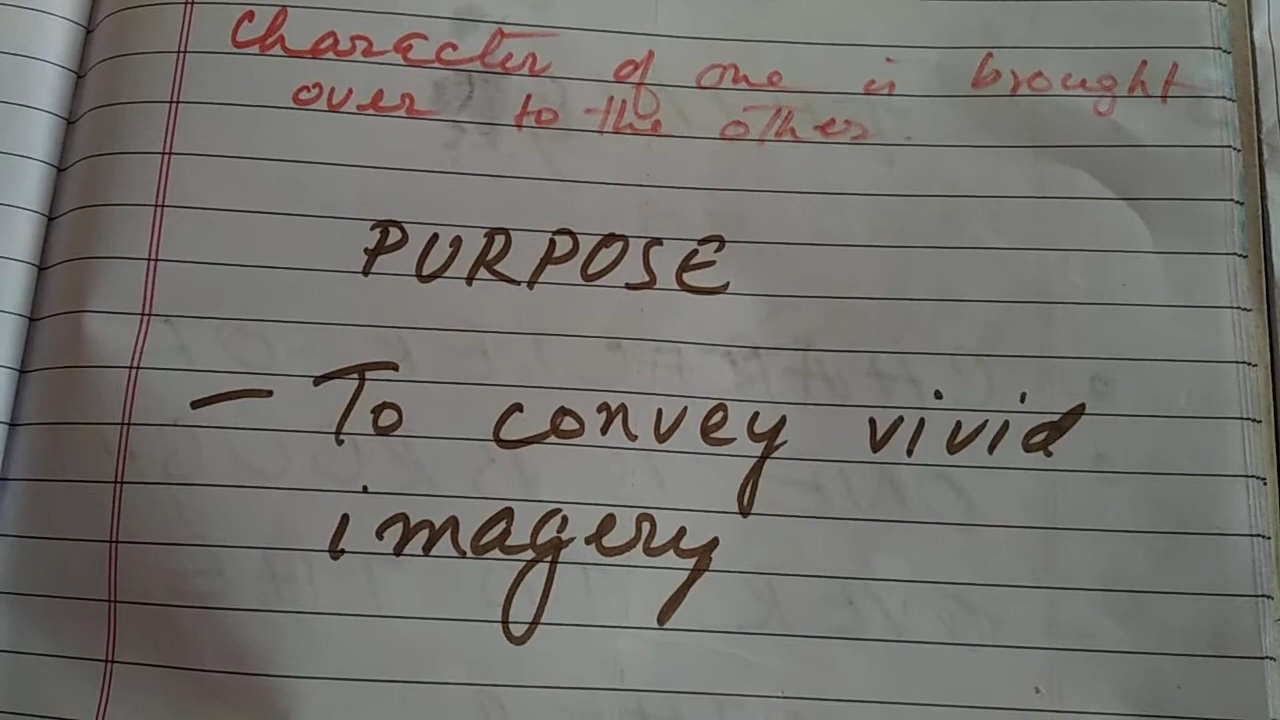 Character of one is brought
over to the other.
PURPOSE
- To convey vivid
imagery